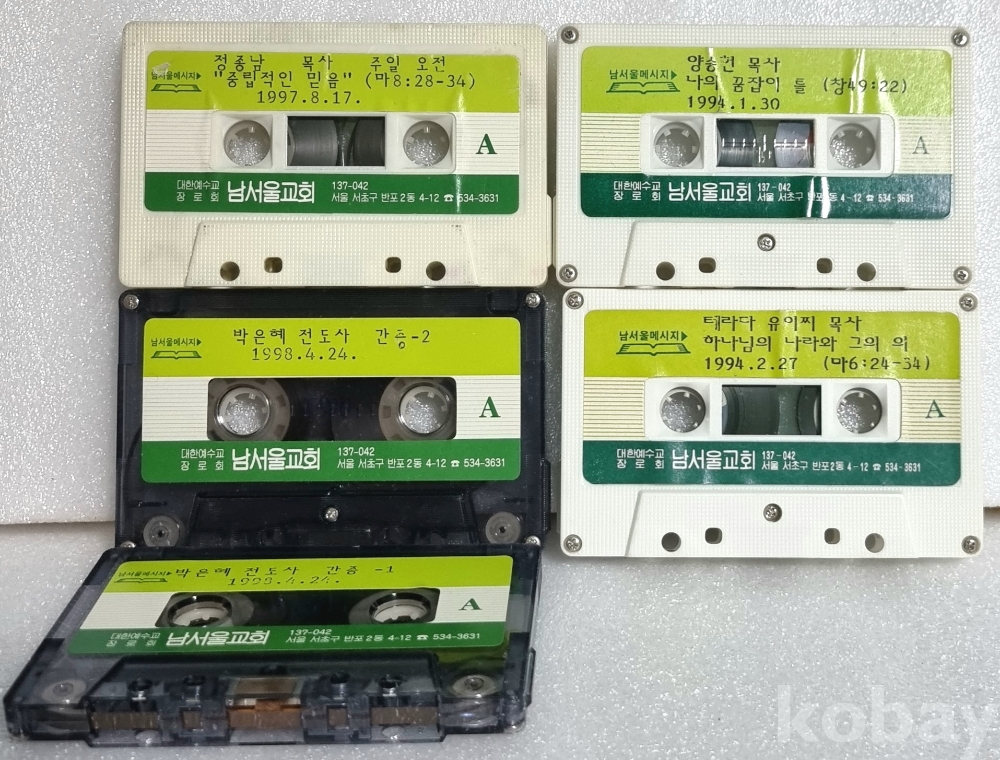 정종남 목사 주일 오전
남서울메시지▶ "중립적인 믿음" (마8:28-34)
1997.8.17.
A
대한예수교
장로회 남서울교회 137-042
서울 서초구 반포2동 4-12 ☎ 534-3631
양승헌 목사
남서울메시지▶ 나의 꿈잡이 틀 (창49:22)
1994.1.30
A
대한예수교
장로회 남서울교회 137-042
서울 서초구 반포2동 4-12 ☎ 534-3631
박은혜 전도사 간증-2
남서울메시지▶ 1998.4.24.
A
대한예수교
장로회 남서울교회 137-042
서울 서초구 반포2동 4-12 ☎ 534-3631
테라다 유이찌 목사
남서울메시지▶ 하나님의 나라와 그의 의
1994.2.27 (마6:24-34)
A
대한예수교
장로회 남서울교회 137-042
서울 서초구 반포2동 4-12 ☎ 534-3631
남서울메시지▶ 박은혜 전도사 간증 -1
1998.4.24.
A
대한예수교
장로회 남서울교회 137-042
서울 서초구 반포2동 4-12 ☎ 534-3631
kobay